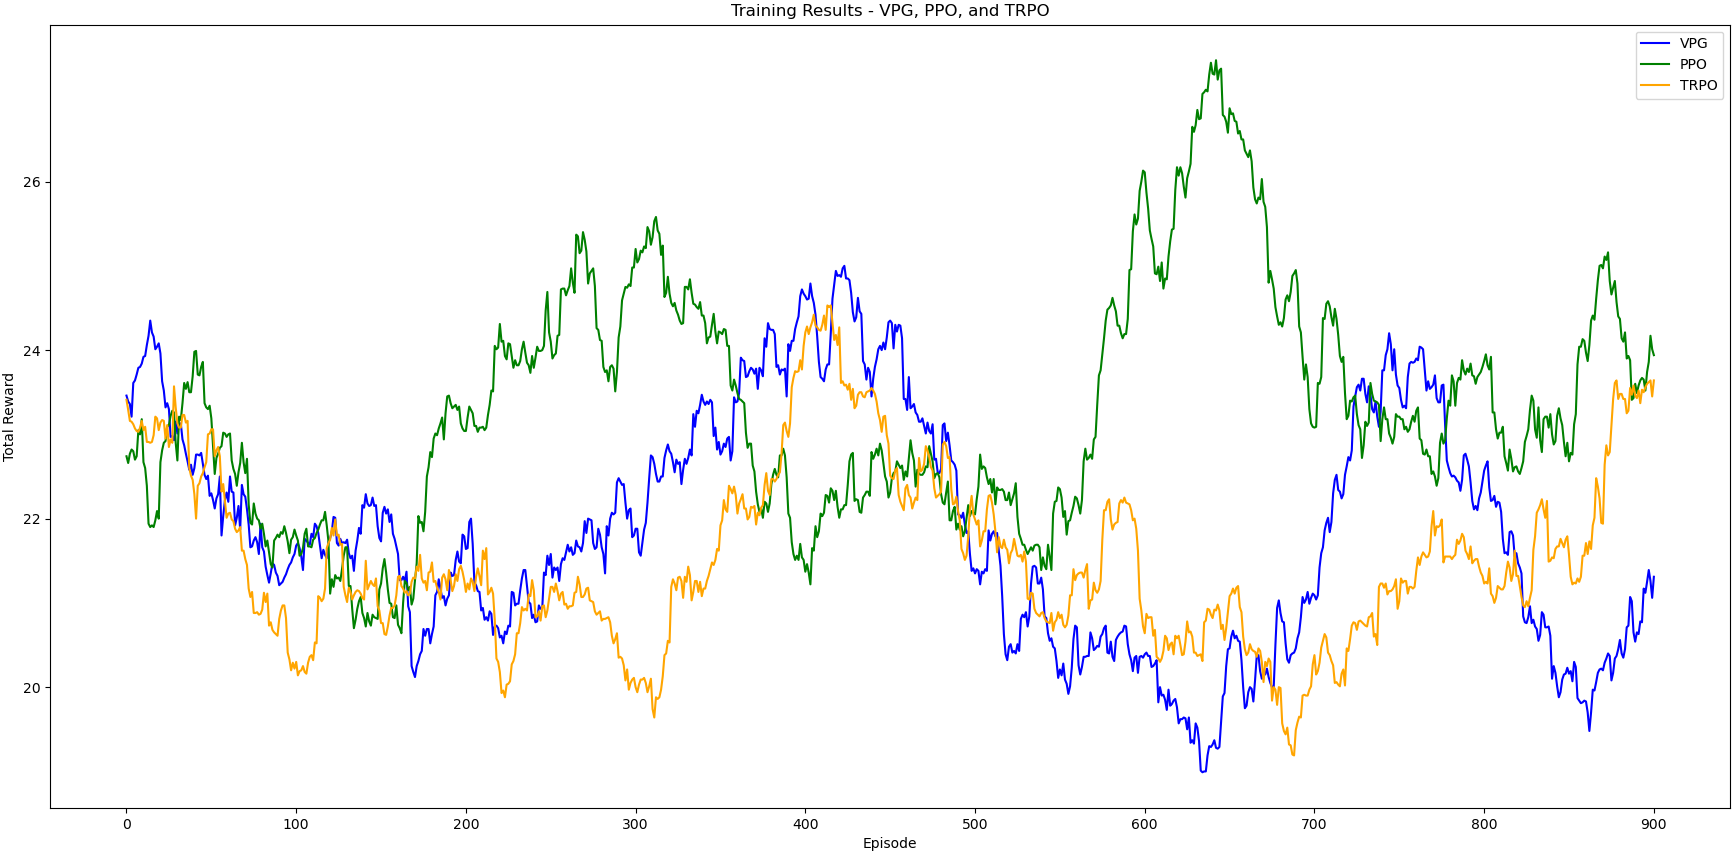 Training Results - VPG, PPO, and TRPO
VPG
PPO
TRPO
Total Reward
26
24
22
20
0 100 200 300 400 500 600 700 800 900
Episode